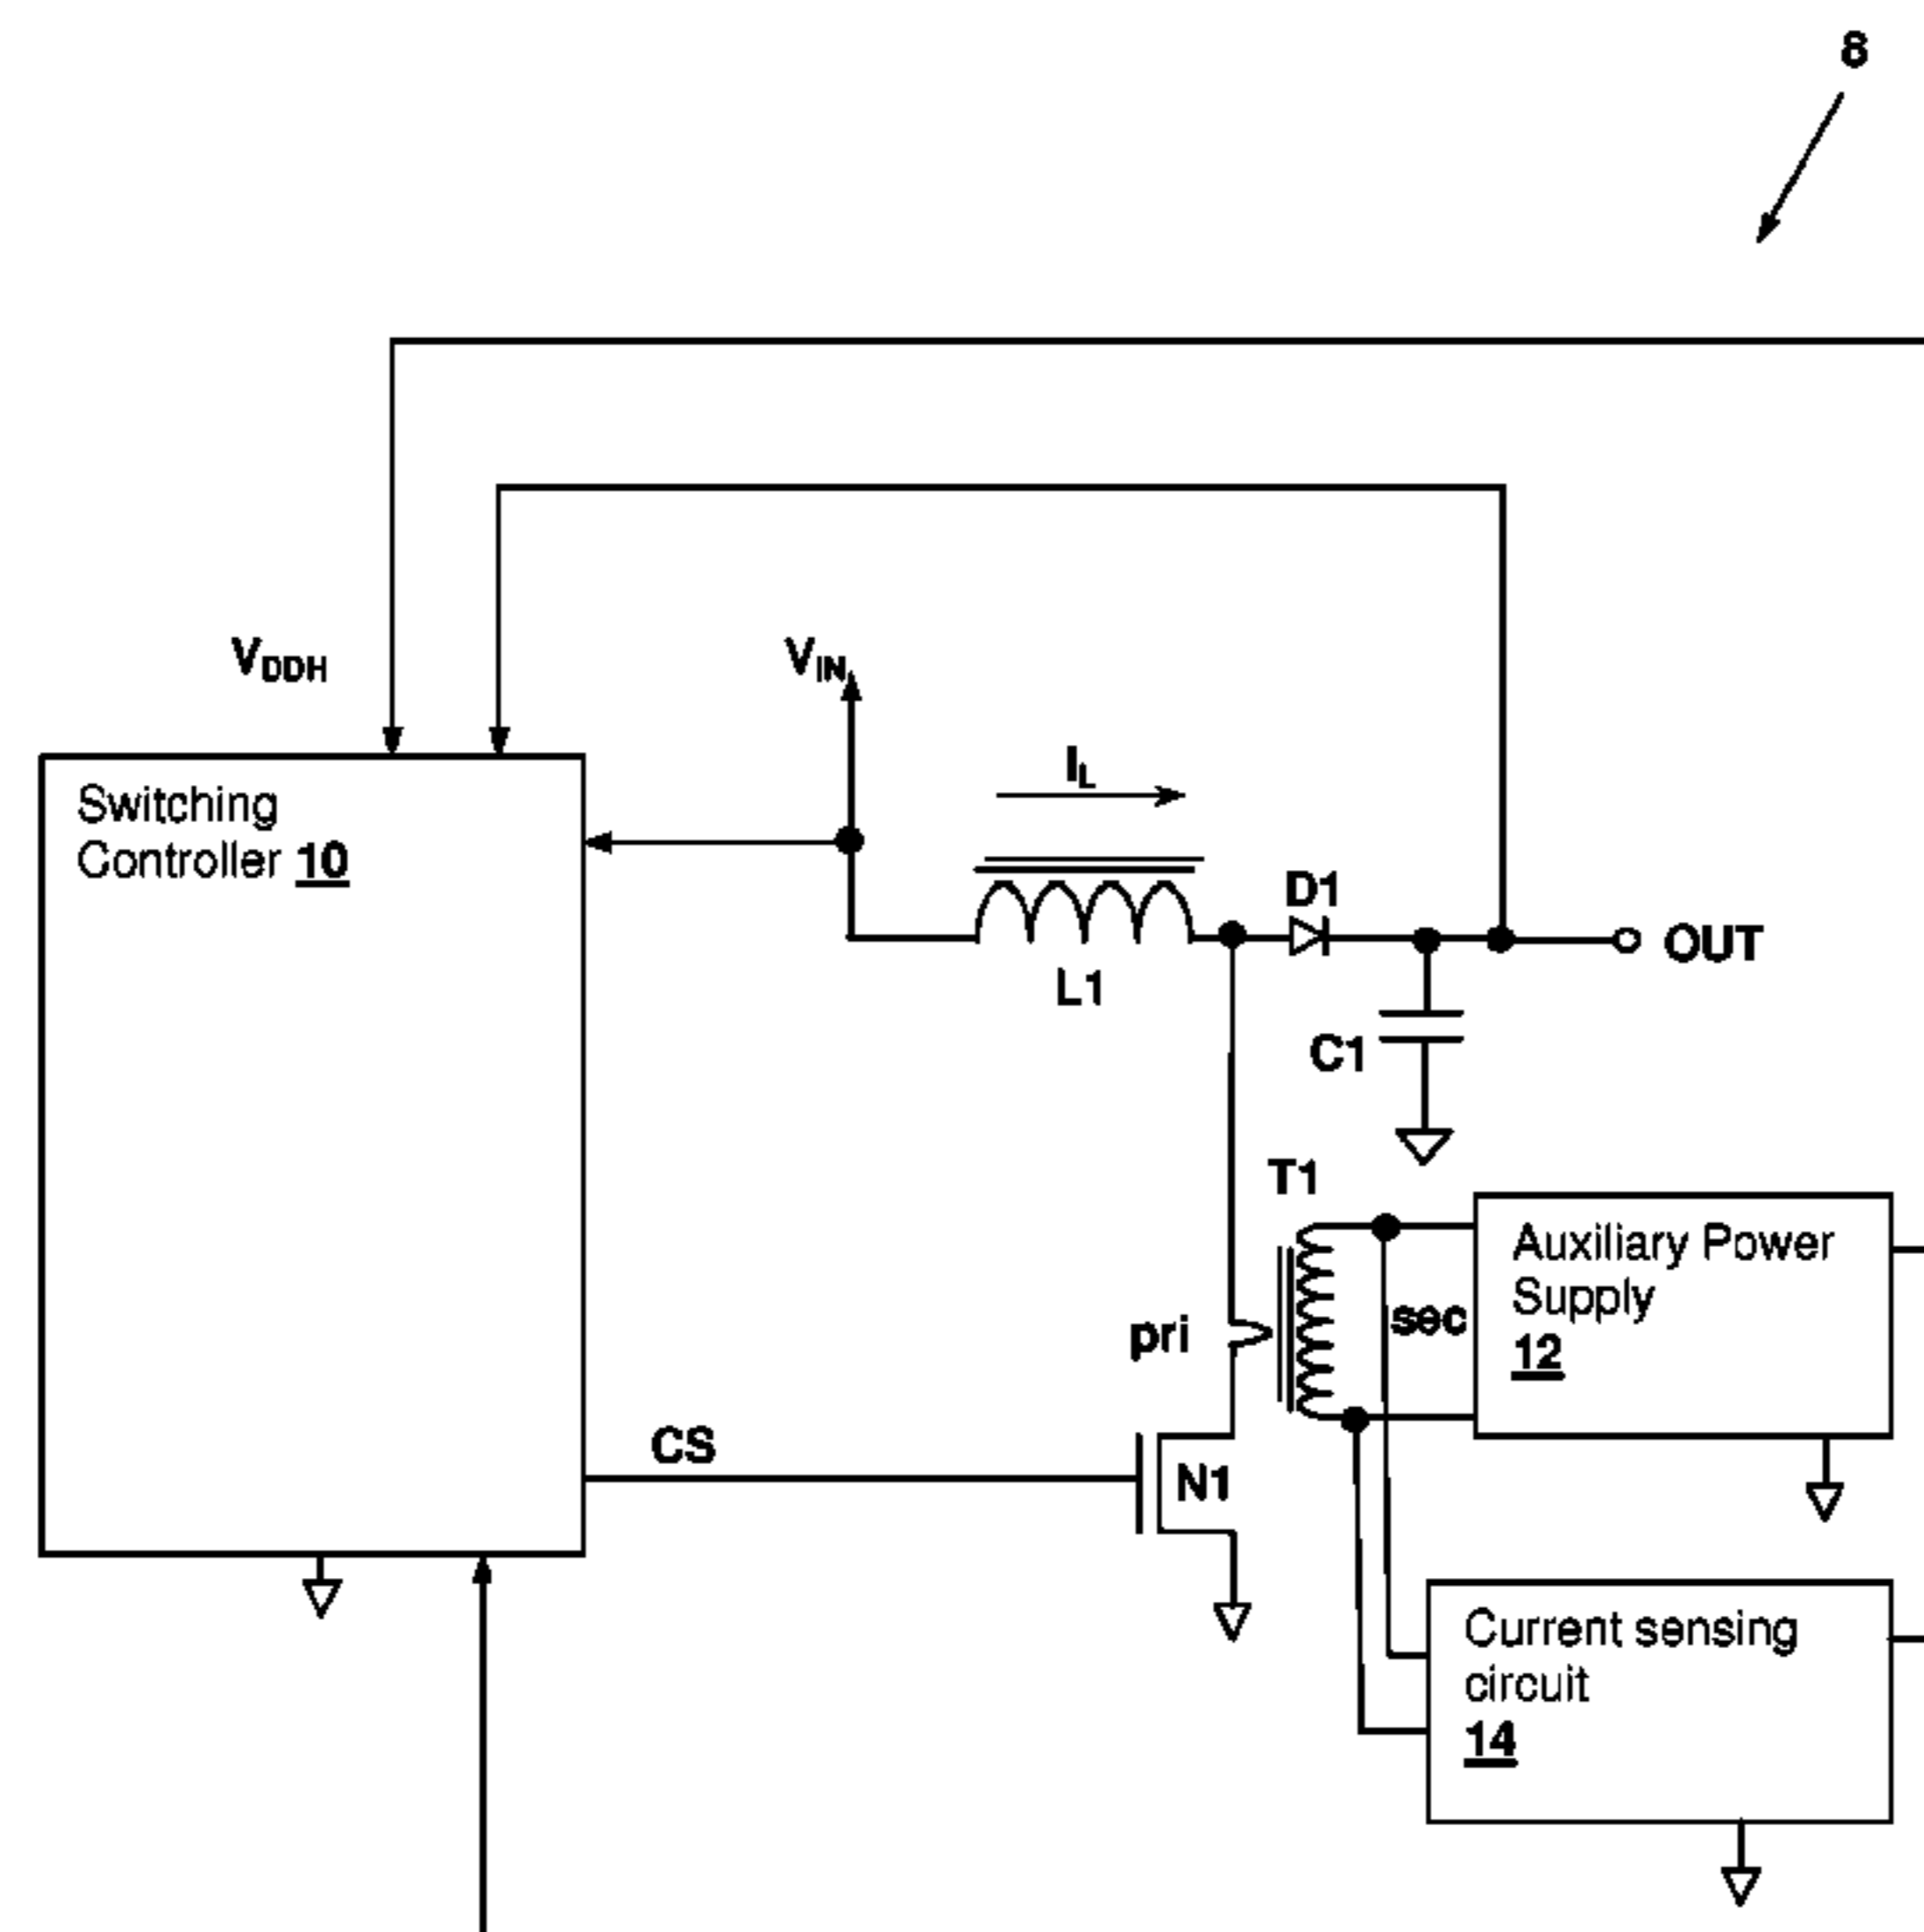 8
VDDH
VIN
IL
Switching
Controller 10
D1
OUT
L1
C1
T1
Auxiliary Power
Supply
12
sec
pri
CS
N1
Current sensing
circuit
14